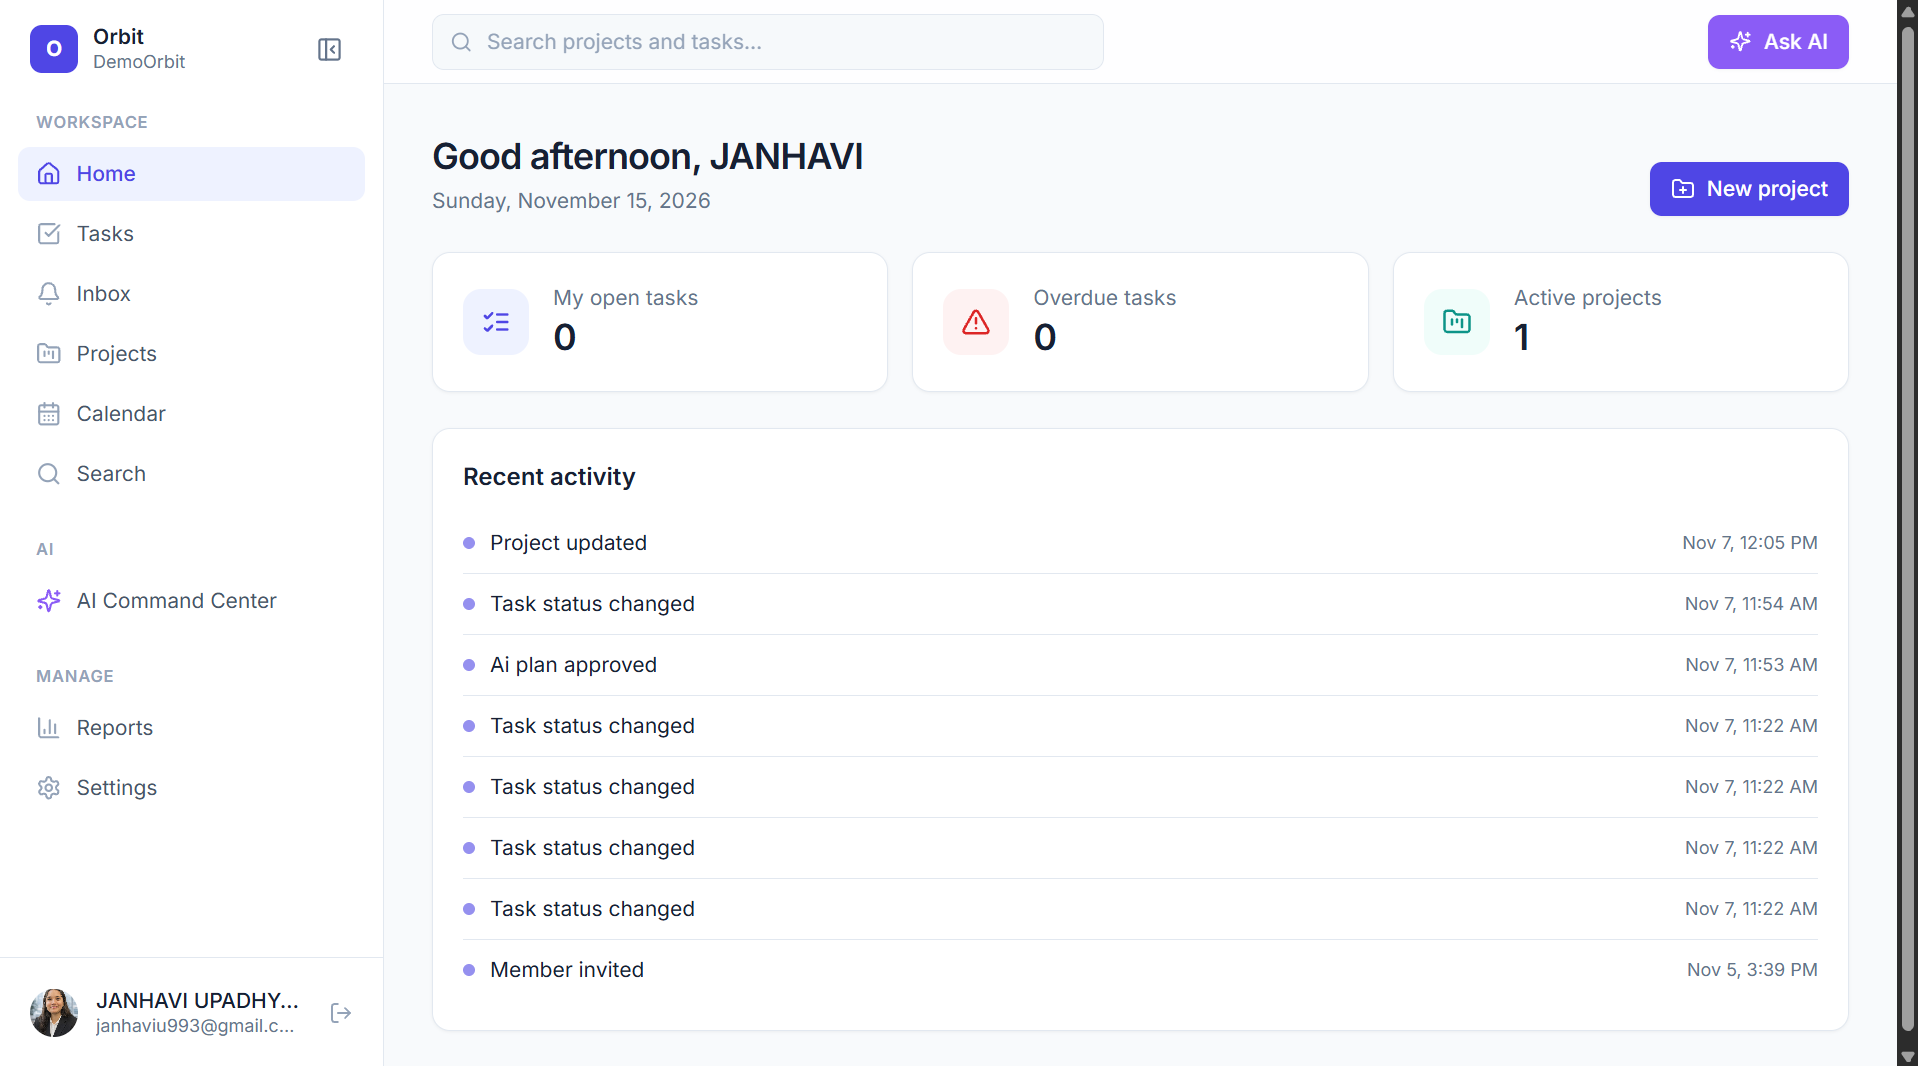 O
Orbit
DemoOrbit
WORKSPACE
Home
Tasks
Inbox
Projects
Calendar
Search
AI
AI Command Center
MANAGE
Reports
Settings
JANHAVI UPADHY...
janhaviu993@gmail.c...
Search projects and tasks...
Ask AI
Good afternoon, JANHAVI
Sunday, November 15, 2026
New project
My open tasks
0
Overdue tasks
0
Active projects
1
Recent activity
Project updated Nov 7, 12:05 PM
Task status changed Nov 7, 11:54 AM
Ai plan approved Nov 7, 11:53 AM
Task status changed Nov 7, 11:22 AM
Task status changed Nov 7, 11:22 AM
Task status changed Nov 7, 11:22 AM
Task status changed Nov 7, 11:22 AM
Member invited Nov 5, 3:39 PM